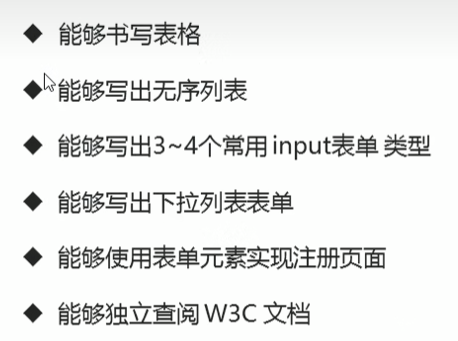 ◆ 能够书写表格
◆ 能够写出无序列表
◆ 能够写出3~4个常用input表单 类型
◆ 能够写出下拉列表表单
◆ 能够使用表单元素实现注册页面
◆ 能够独立查阅W3C 文档